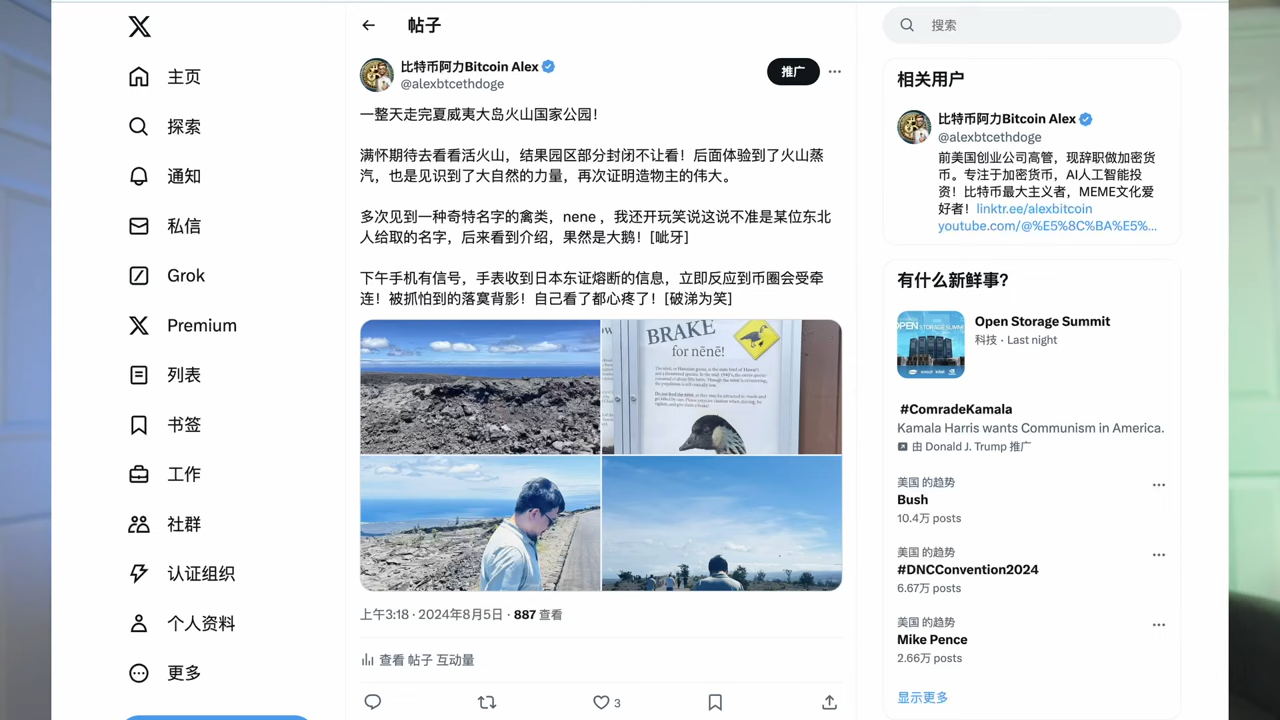 主页
探索
通知
私信
Grok
Premium
列表
书签
工作
社群
认证组织
个人资料
更多
帖子
比特币阿力Bitcoin Alex
@alexbtcethdoge
推广
一整天走完夏威夷大岛火山国家公园！
满怀期待去看看活火山，结果园区部分封闭不让看！后面体验到了火山蒸
汽，也是见识到了大自然的力量，再次证明造物主的伟大。
多次见到一种奇特名字的禽类，nene ，我还开玩笑说这说不准是某位东北
人给取的名字，后来看到介绍，果然是大鹅！[呲牙]
下午手机有信号，手表收到日本东证熔断的信息，立即反应到币圈会受牵
连！被抓拍到的落寞背影！自己看了都心疼了！[破涕为笑]
BRAKE
for nēnē!
上午3:18 · 2024年8月5日 · 887 查看
查看 帖子 互动量
3
搜索
相关用户
比特币阿力Bitcoin Alex
@alexbtcethdoge
前美国创业公司高管，现辞职做加密货
币。专注于加密货币，AI人工智能投
资！比特币最大主义者，MEME文化爱
好者！linktr.ee/alexbitcoin
youtube.com/@%E5%8C%BA%E5%...
有什么新鲜事？
OPEN STORAGE SUMMIT
Open Storage Summit
科技 · Last night
#ComradeKamala
Kamala Harris wants Communism in America.
由 Donald J. Trump 推广
美国 的趋势
Bush
10.4万 posts
美国 的趋势
#DNCConvention2024
6.67万 posts
美国 的趋势
Mike Pence
2.66万 posts
显示更多